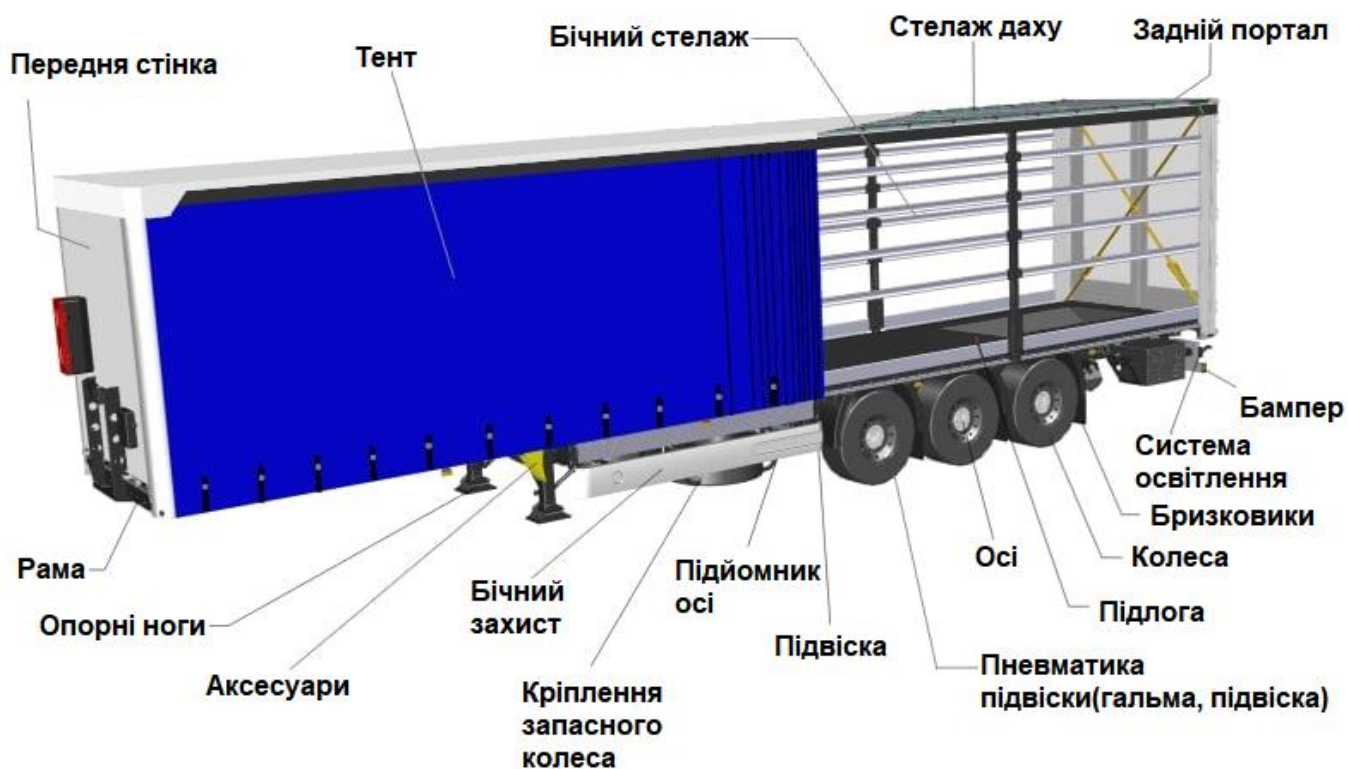 Передня стінка
Тент
Бічний стелаж
Стелаж даху
Задній портал
Бампер
Система
освітлення
Бризковики
Колеса
Осі
Підлога
Пневматика
підвіски(гальма, підвіска)
Підвіска
Підйомник
осі
Бічний
захист
Кріплення
запасного
колеса
Аксесуари
Опорні ноги
Рама